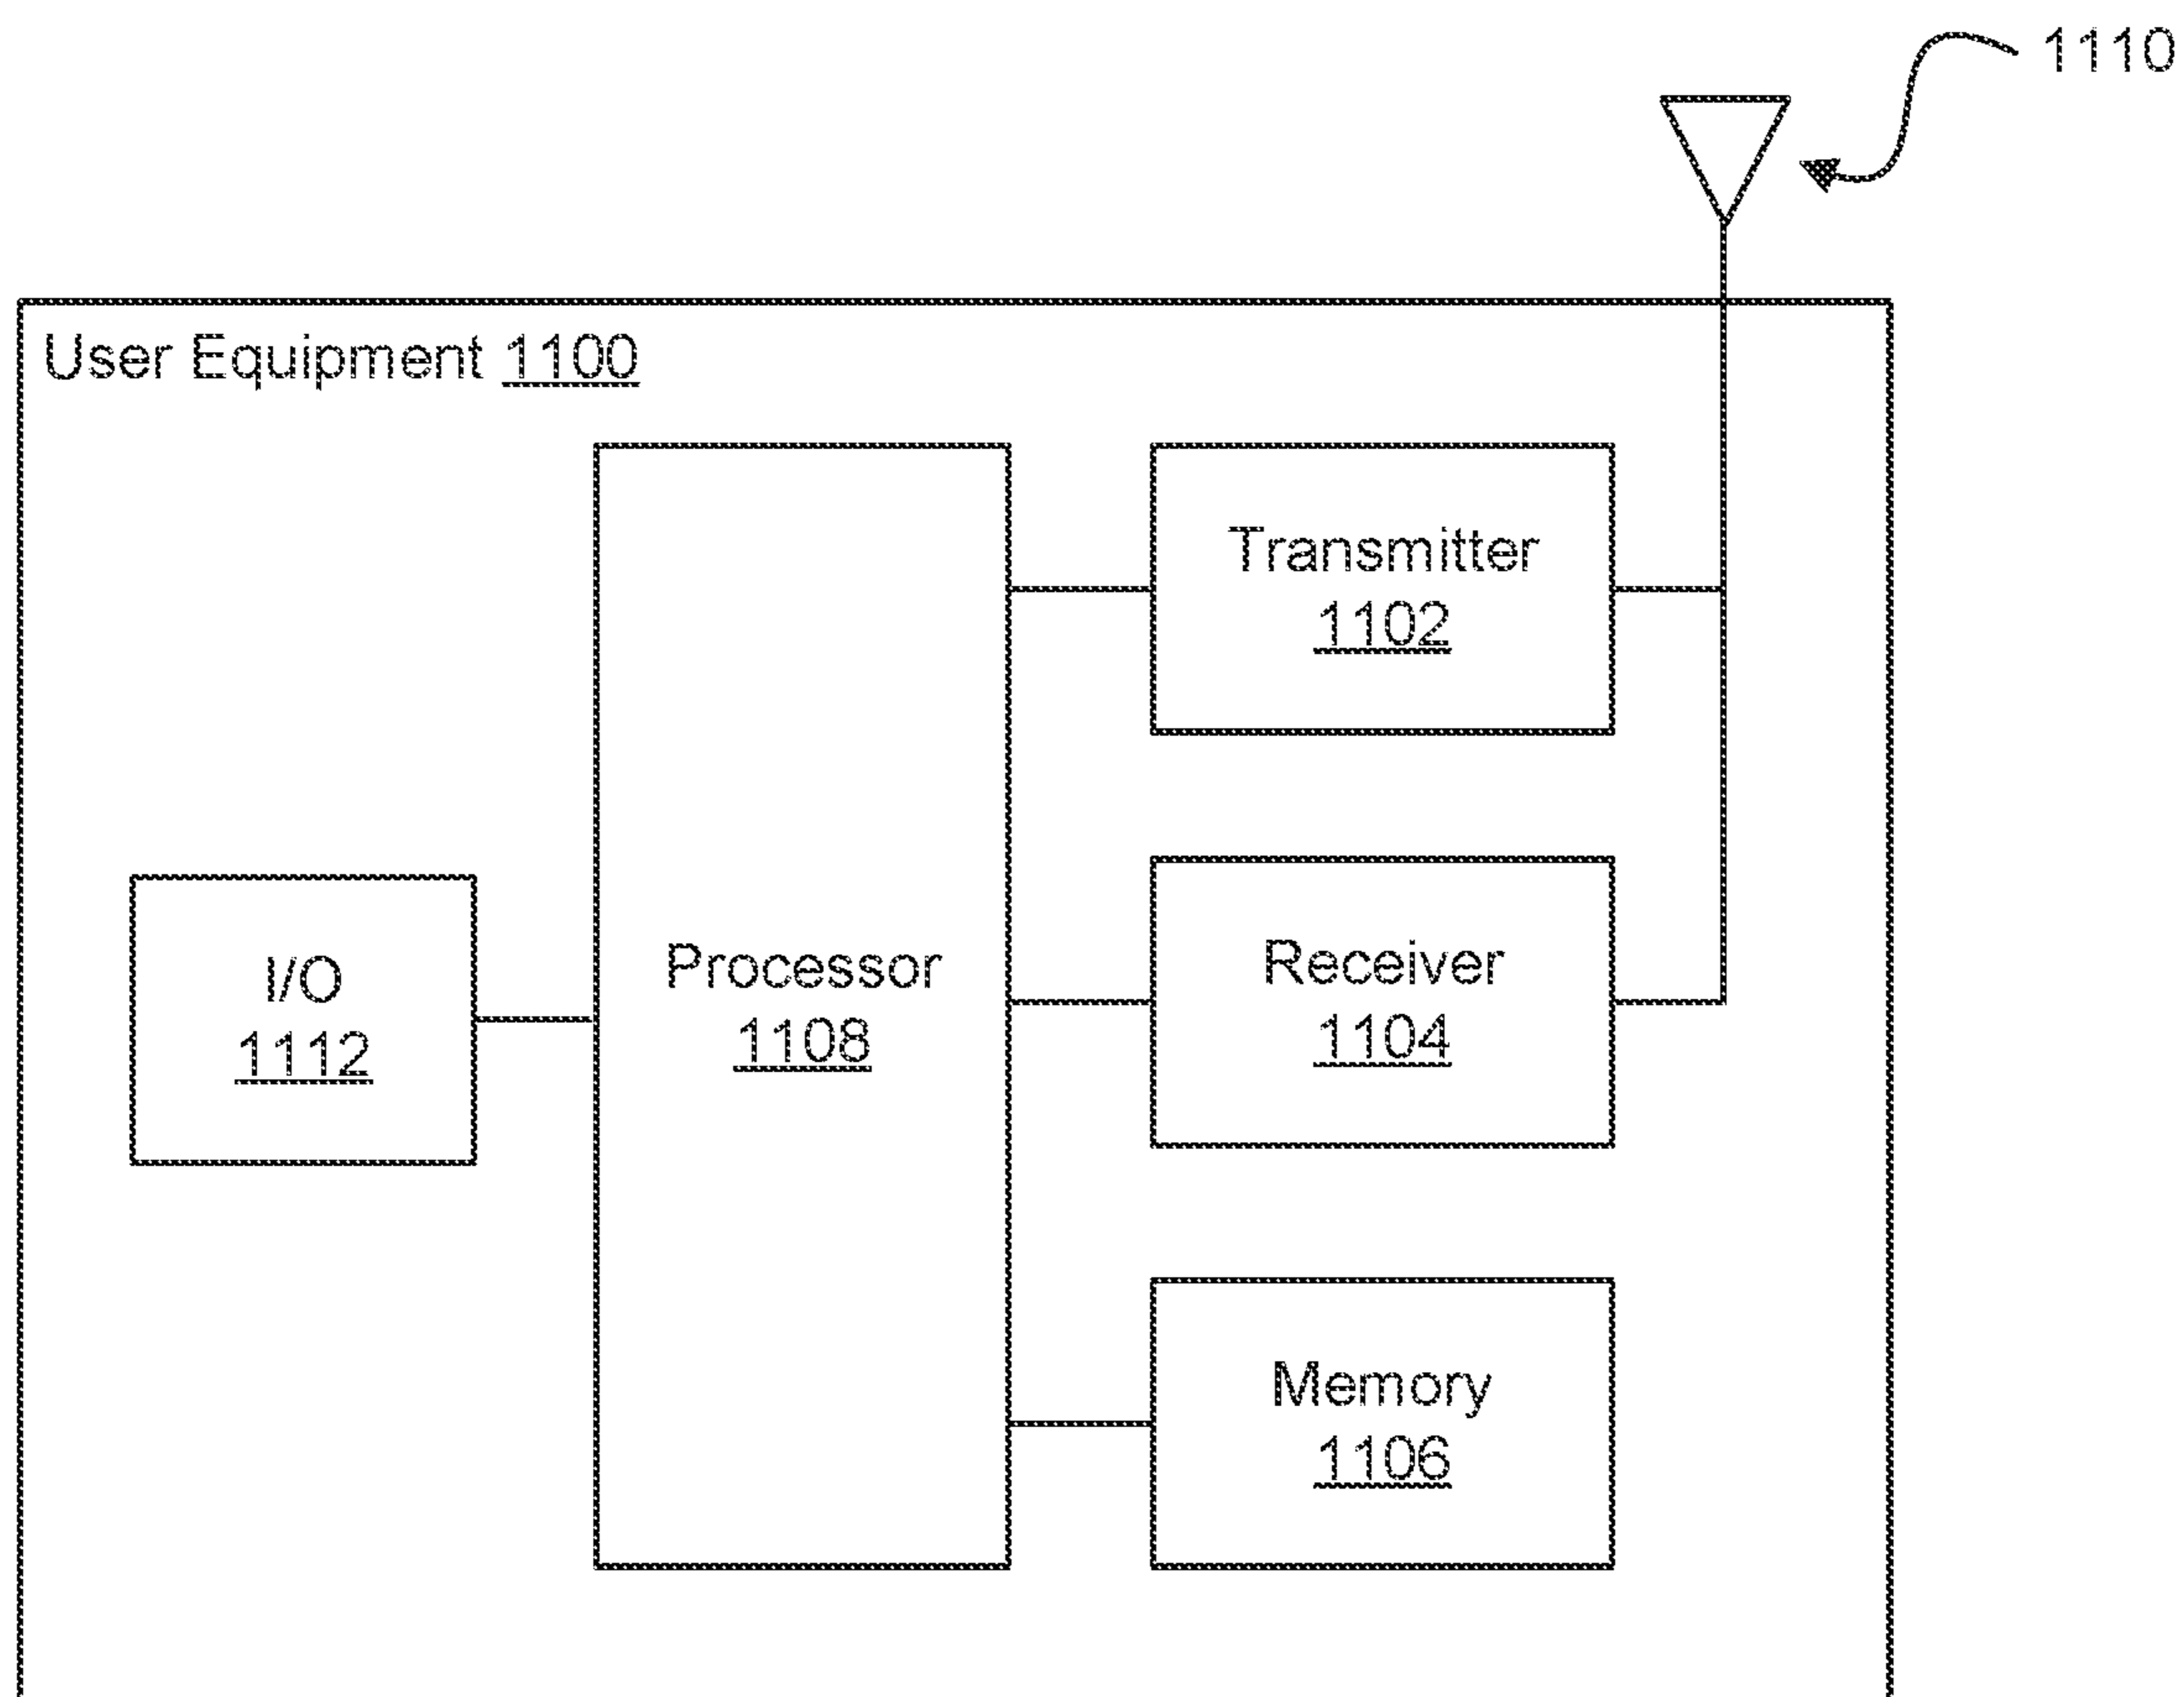 1110
User Equipment 1100
Transmitter
1102
I/O
1112
Processor
1108
Receiver
1104
Memory
1106